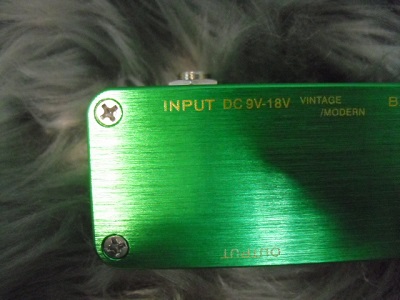 INPUT DC 9V-18V VINTAGE
/MODERN B
OUTPUT